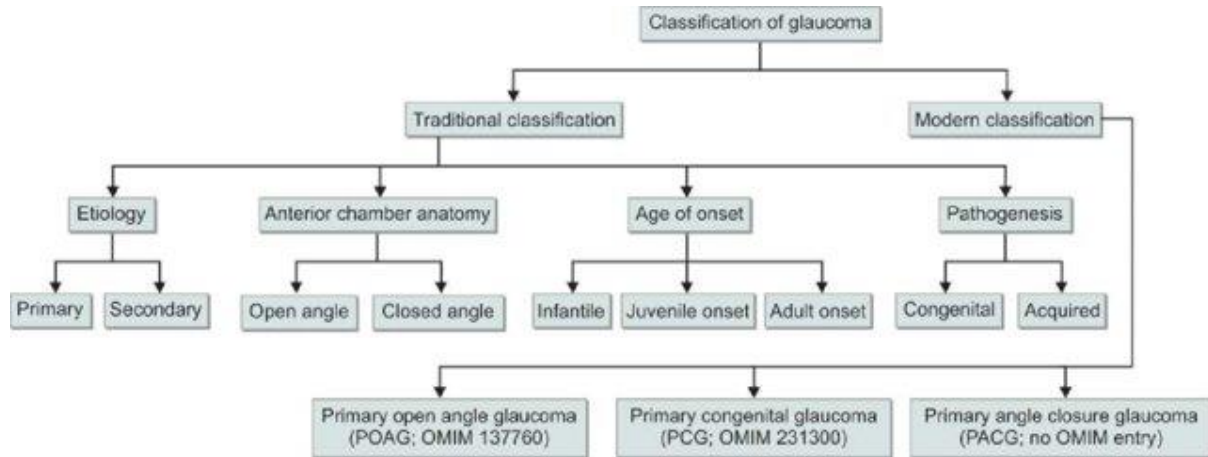 Classification of glaucoma
Traditional classification
Modern classification
Etiology
Anterior chamber anatomy
Age of onset
Pathogenesis
Primary
Secondary
Open angle
Closed angle
Infantile
Juvenile onset
Adult onset
Congenital
Acquired
Primary open angle glaucoma
(POAG; OMIM 137760)
Primary congenital glaucoma
(PCG; OMIM 231300)
Primary angle closure glaucoma
(PACG; no OMIM entry)